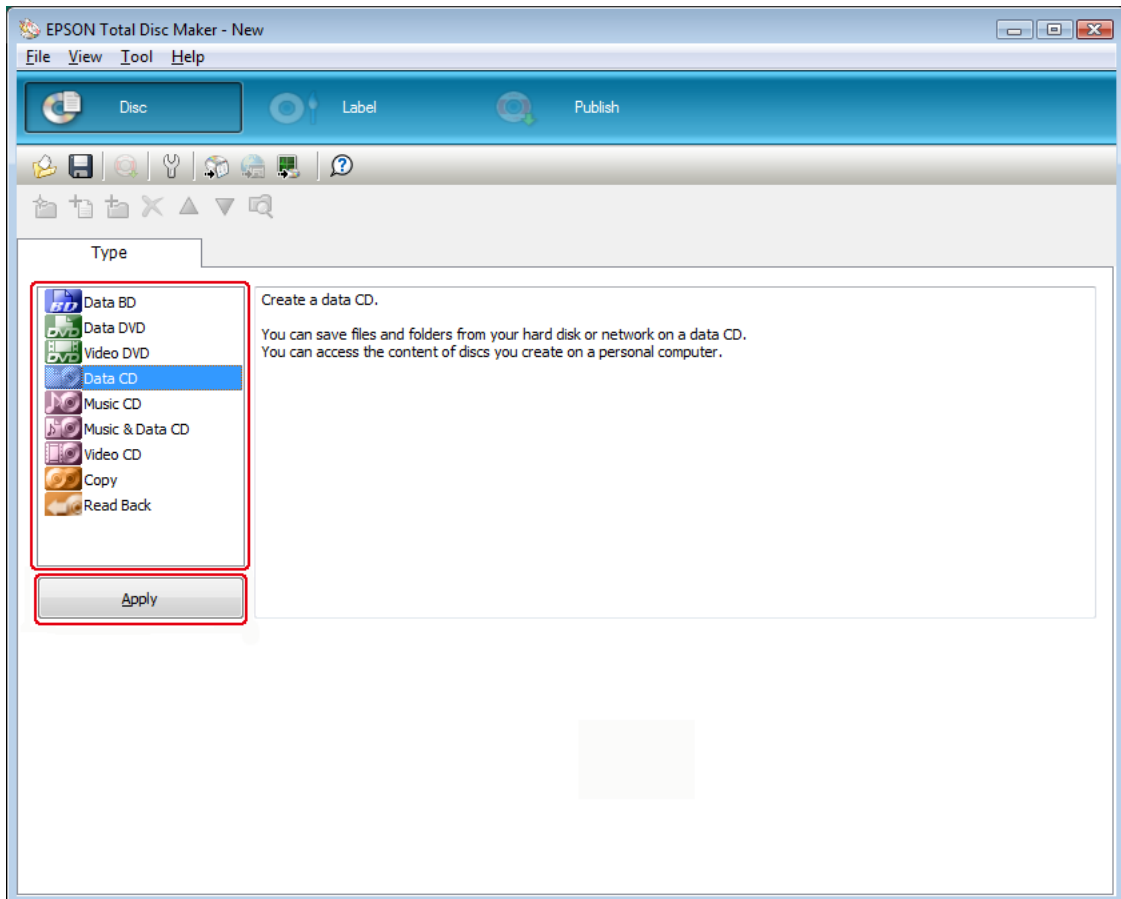 EPSON Total Disc Maker - New
File View Tool Help
Disc Label Publish
Type
BD Data BD
DVD Data DVD
DVD Video DVD
Data CD
Music CD
Music & Data CD
Video CD
Copy
Read Back
Apply
Create a data CD.
You can save files and folders from your hard disk or network on a data CD.
You can access the content of discs you create on a personal computer.